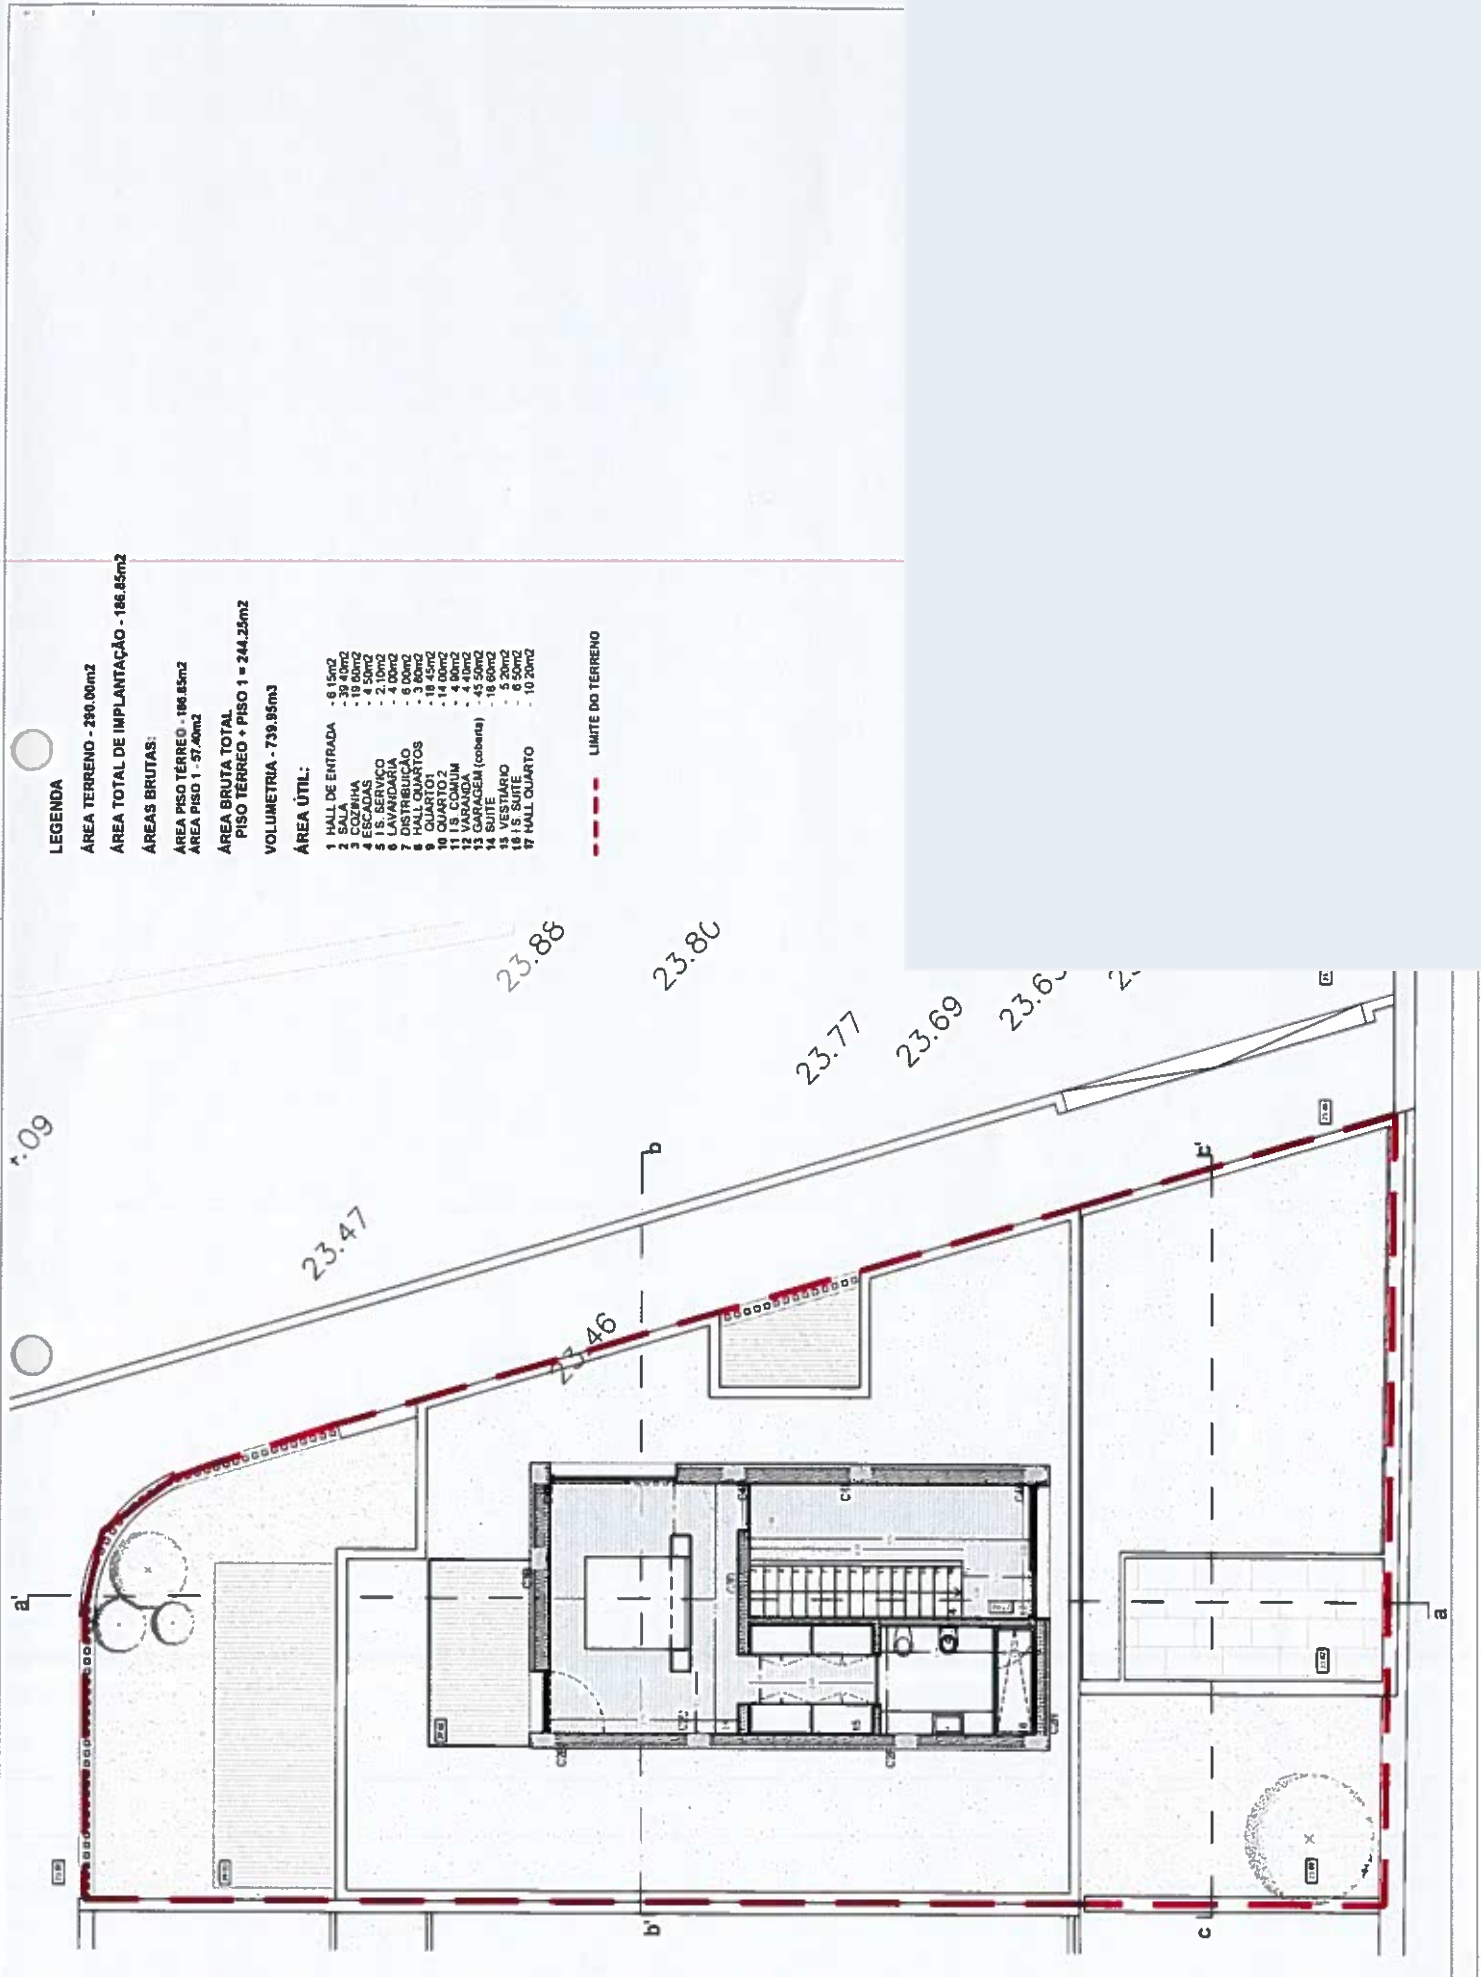 LEGENDA
ÁREA TERRENO - 290.00m2
ÁREA TOTAL DE IMPLANTAÇÃO - 186.85m2
ÁREAS BRUTAS:
ÁREA PISO TÉRREO - 186.85m2
ÁREA PISO 1 - 57.40m2
ÁREA BRUTA TOTAL
PISO TÉRREO + PISO 1 = 244.25m2
VOLUMETRIA - 739.95m3
ÁREA ÚTIL:
1 HALL DE ENTRADA - 6 15m2
2 SALA - 39 40m2
3 COZINHA - 19 60m2
4 ESCADAS - 4 50m2
5 I S. SERVIÇO - 2.10m2
6 LAVANDARIA - 4 00m2
7 DISTRIBUIÇÃO - 6 00m2
8 HALL QUARTOS - 3 60m2
9 QUARTO1 - 18 45m2
10 QUARTO 2 - 14 00m2
11 I S. COMUM - 4 90m2
12 VARANDA - 4 40m2
13 GARAGEM (coberta) - 45 50m2
14 SUITE - 16 60m2
15 VESTIÁRIO - 5 20m2
16 I S. SUITE - 6 50m2
17 HALL QUARTO - 10 20m2
LIMITE DO TERRENO
.09
23.47
23.46
23.88
23.80
23.77
23.69
a'
a
b
b'
c'
c